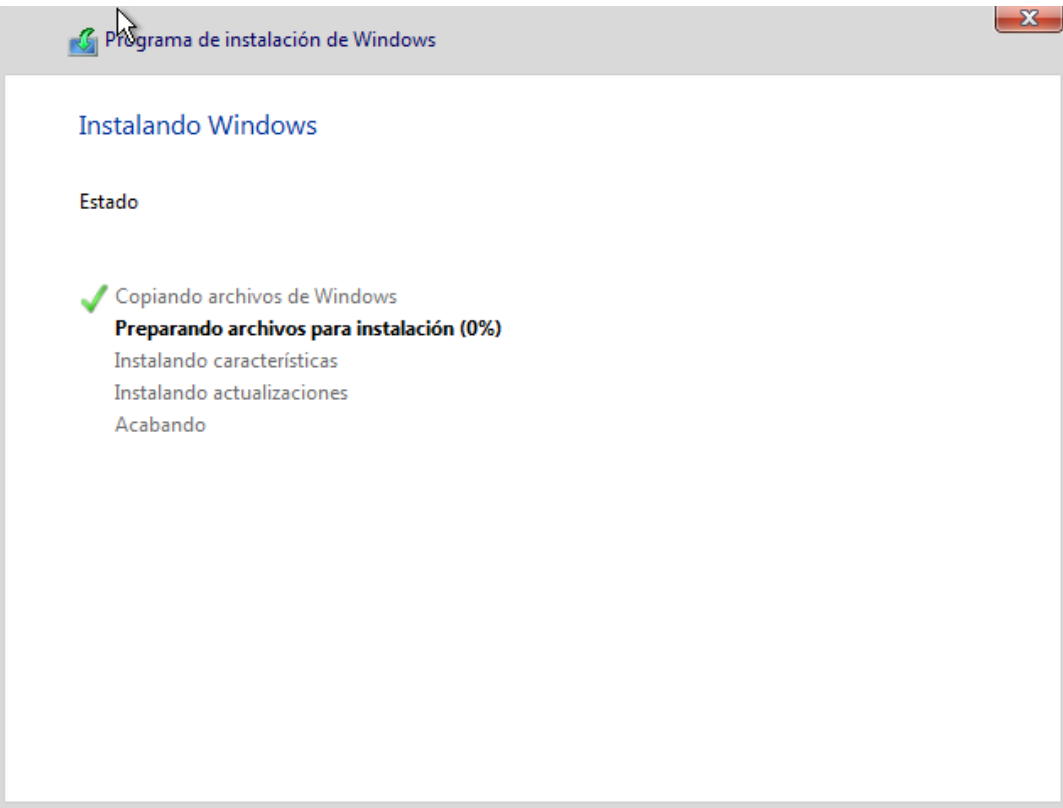 Programa de instalación de Windows
Instalando Windows
Estado
Copiando archivos de Windows
Preparando archivos para instalación (0%)
Instalando características
Instalando actualizaciones
Acabando